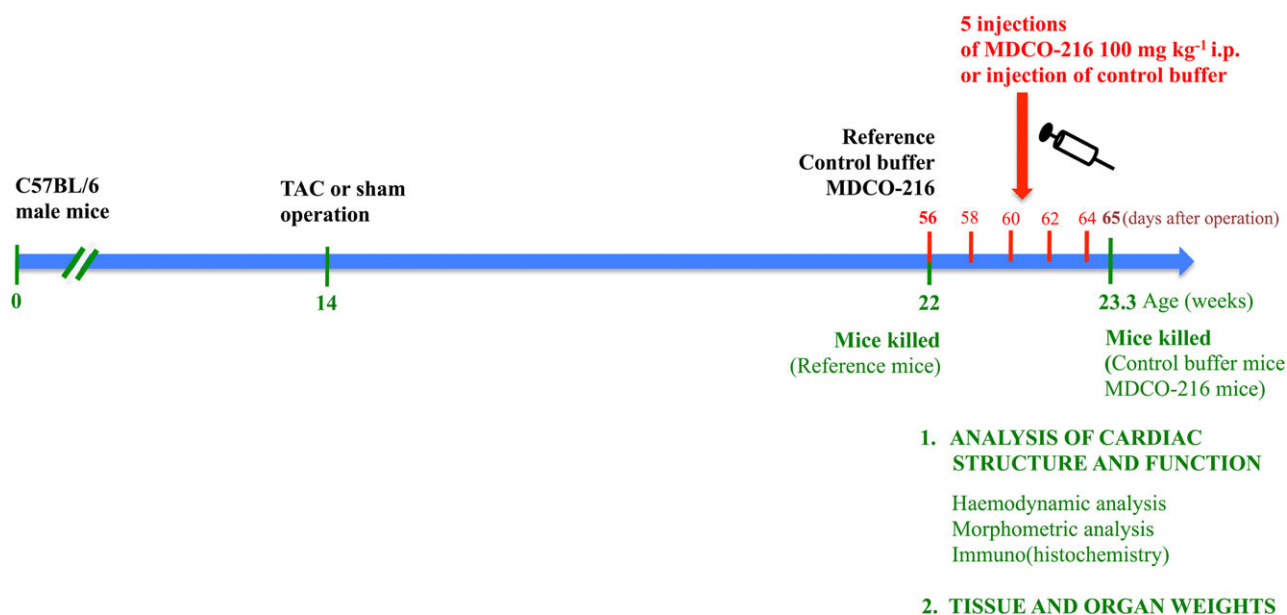 5 injections
of MDCO-216 100 mg kg⁻¹ i.p.
or injection of control buffer
Reference
Control buffer
MDCO-216
C57BL/6
male mice
TAC or sham
operation
56 58 60 62 64 65 (days after operation)
0 14 22 23.3 Age (weeks)
Mice killed
(Reference mice)
Mice killed
(Control buffer mice
MDCO-216 mice)
1. ANALYSIS OF CARDIAC
STRUCTURE AND FUNCTION
Haemodynamic analysis
Morphometric analysis
Immuno(histochemistry)
2. TISSUE AND ORGAN WEIGHTS